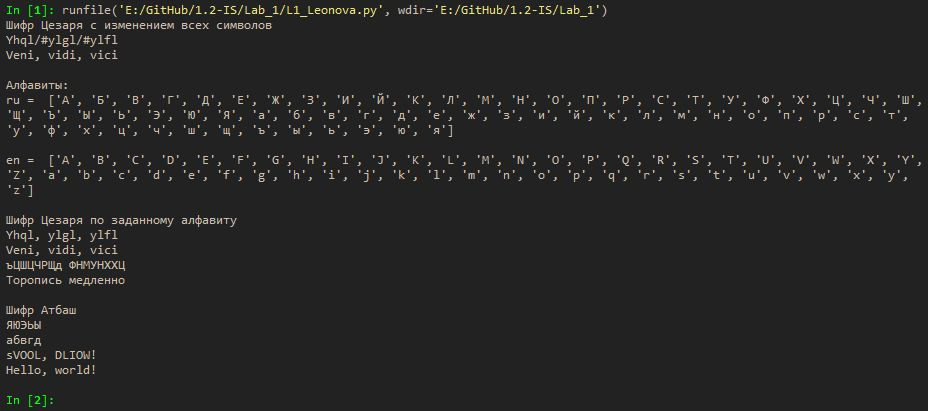 In [1]: runfile('E:/GitHub/1.2-IS/Lab_1/L1_Leonova.py', wdir='E:/GitHub/1.2-IS/Lab_1')
Шифр Цезаря с изменением всех символов
Yhql/#ylgl/#ylfl
Veni, vidi, vici
Алфавиты:
ru =  ['А', 'Б', 'В', 'Г', 'Д', 'Е', 'Ж', 'З', 'И', 'Й', 'К', 'Л', 'М', 'Н', 'О', 'П', 'Р', 'С', 'Т', 'У', 'Ф', 'Х', 'Ц', 'Ч', 'Ш',
'Щ', 'Ъ', 'Ы', 'Ь', 'Э', 'Ю', 'Я', 'а', 'б', 'в', 'г', 'д', 'е', 'ж', 'з', 'и', 'й', 'к', 'л', 'м', 'н', 'о', 'п', 'р', 'с', 'т',
'у', 'ф', 'х', 'ц', 'ч', 'ш', 'щ', 'ъ', 'ы', 'ь', 'э', 'ю', 'я']
en =  ['A', 'B', 'C', 'D', 'E', 'F', 'G', 'H', 'I', 'J', 'K', 'L', 'M', 'N', 'O', 'P', 'Q', 'R', 'S', 'T', 'U', 'V', 'W', 'X', 'Y',
'Z', 'a', 'b', 'c', 'd', 'e', 'f', 'g', 'h', 'i', 'j', 'k', 'l', 'm', 'n', 'o', 'p', 'q', 'r', 's', 't', 'u', 'v', 'w', 'x', 'y',
'z']
Шифр Цезаря по заданному алфавиту
Yhql, ylgl, ylfl
Veni, vidi, vici
ъЦШЦЧРЩд ФНМУНХХЦ
Торопись медленно
Шифр Атбаш
ЯЮЭЬЫ
абвгд
sVOOL, DLIOW!
Hello, world!
In [2]: